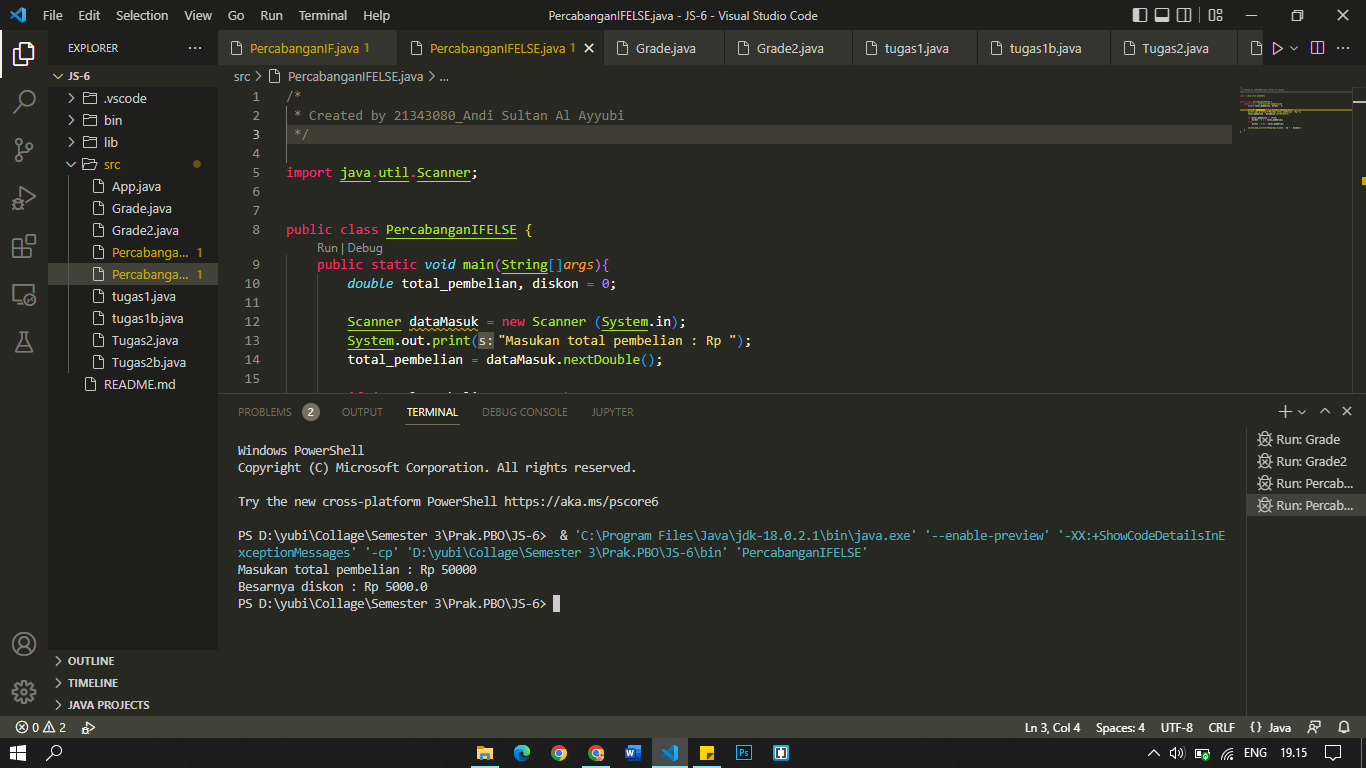 File Edit Selection View Go Run Terminal Help
PercabanganIFELSE.java - JS-6 - Visual Studio Code
EXPLORER ...
PercabanganIF.java 1
PercabanganIFELSE.java 1
Grade.java
Grade2.java
tugas1.java
tugas1b.java
Tugas2.java
JS-6
.vscode
bin
lib
src
App.java
Grade.java
Grade2.java
Percabanga... 1
Percabanga... 1
tugas1.java
tugas1b.java
Tugas2.java
Tugas2b.java
README.md
OUTLINE
TIMELINE
JAVA PROJECTS
src > PercabanganIFELSE.java > ...
1 /*
2 * Created by 21343080_Andi Sultan Al Ayyubi
3 */
4
5 import java.util.Scanner;
6
7
8 public class PercabanganIFELSE {
Run | Debug
9 public static void main(String[]args){
10 double total_pembelian, diskon = 0;
11
12 Scanner dataMasuk = new Scanner (System.in);
13 System.out.print(s: "Masukan total pembelian : Rp ");
14 total_pembelian = dataMasuk.nextDouble();
15
PROBLEMS 2 OUTPUT TERMINAL DEBUG CONSOLE JUPYTER
Windows PowerShell
Copyright (C) Microsoft Corporation. All rights reserved.
Try the new cross-platform PowerShell https://aka.ms/pscore6
PS D:\yubi\Collage\Semester 3\Prak.PBO\JS-6> & 'C:\Program Files\Java\jdk-18.0.2.1\bin\java.exe' '--enable-preview' '-XX:+ShowCodeDetailsInE
xceptionMessages' '-cp' 'D:\yubi\Collage\Semester 3\Prak.PBO\JS-6\bin' 'PercabanganIFELSE'
Masukan total pembelian : Rp 50000
Besarnya diskon : Rp 5000.0
PS D:\yubi\Collage\Semester 3\Prak.PBO\JS-6>
Run: Grade
Run: Grade2
Run: Percab...
Run: Percab...
0 2
Ln 3, Col 4 Spaces: 4 UTF-8 CRLF {} Java
ENG 19.15